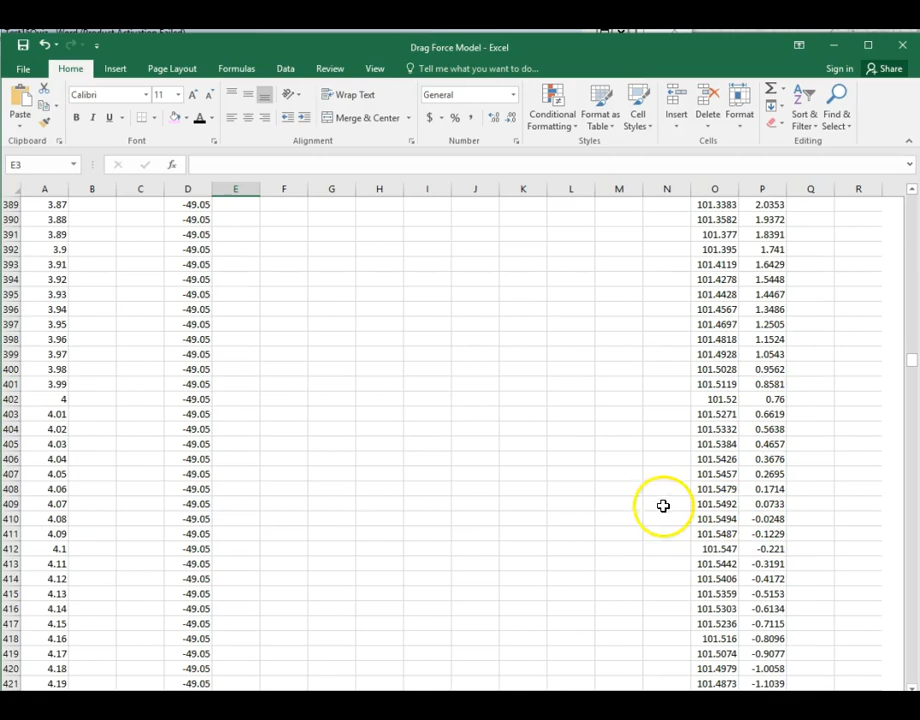 Test15Quiz - Word (Product Activation Failed)
Drag Force Model - Excel
File Home Insert Page Layout Formulas Data Review View Tell me what you want to do... Sign in Share
Calibri 11 Wrap Text General
Paste B I U A Merge & Center $ % , Conditional Formatting Format as Table Cell Styles Insert Delete Format Sort & Filter Find & Select
Clipboard Font Alignment Number Styles Cells Editing
E3 fx
A B C D E F G H I J K L M N O P Q R
389 3.87 -49.05 101.3383 2.0353
390 3.88 -49.05 101.3582 1.9372
391 3.89 -49.05 101.377 1.8391
392 3.9 -49.05 101.395 1.741
393 3.91 -49.05 101.4119 1.6429
394 3.92 -49.05 101.4278 1.5448
395 3.93 -49.05 101.4428 1.4467
396 3.94 -49.05 101.4567 1.3486
397 3.95 -49.05 101.4697 1.2505
398 3.96 -49.05 101.4818 1.1524
399 3.97 -49.05 101.4928 1.0543
400 3.98 -49.05 101.5028 0.9562
401 3.99 -49.05 101.5119 0.8581
402 4 -49.05 101.52 0.76
403 4.01 -49.05 101.5271 0.6619
404 4.02 -49.05 101.5332 0.5638
405 4.03 -49.05 101.5384 0.4657
406 4.04 -49.05 101.5426 0.3676
407 4.05 -49.05 101.5457 0.2695
408 4.06 -49.05 101.5479 0.1714
409 4.07 -49.05 101.5492 0.0733
410 4.08 -49.05 101.5494 -0.0248
411 4.09 -49.05 101.5487 -0.1229
412 4.1 -49.05 101.547 -0.221
413 4.11 -49.05 101.5442 -0.3191
414 4.12 -49.05 101.5406 -0.4172
415 4.13 -49.05 101.5359 -0.5153
416 4.14 -49.05 101.5303 -0.6134
417 4.15 -49.05 101.5236 -0.7115
418 4.16 -49.05 101.516 -0.8096
419 4.17 -49.05 101.5074 -0.9077
420 4.18 -49.05 101.4979 -1.0058
421 4.19 -49.05 101.4873 -1.1039